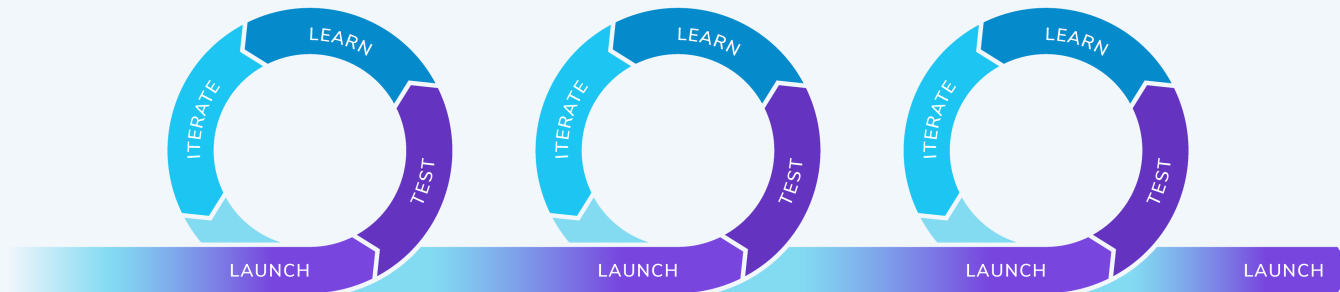 LEARN
ITERATE
TEST
LAUNCH
LEARN
ITERATE
TEST
LAUNCH
LEARN
ITERATE
TEST
LAUNCH
LAUNCH